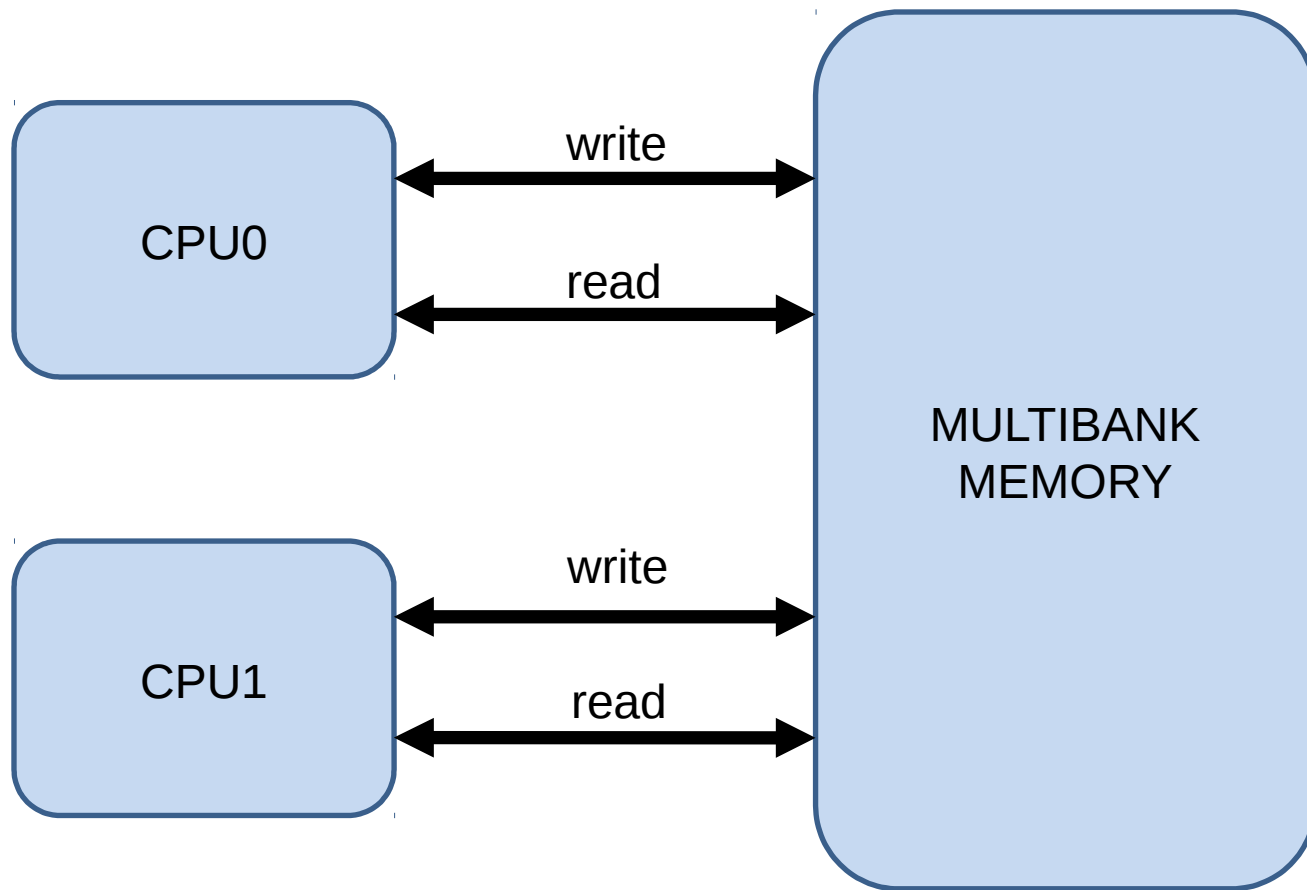 write
CPU0
read
MULTIBANK
MEMORY
write
CPU1
read